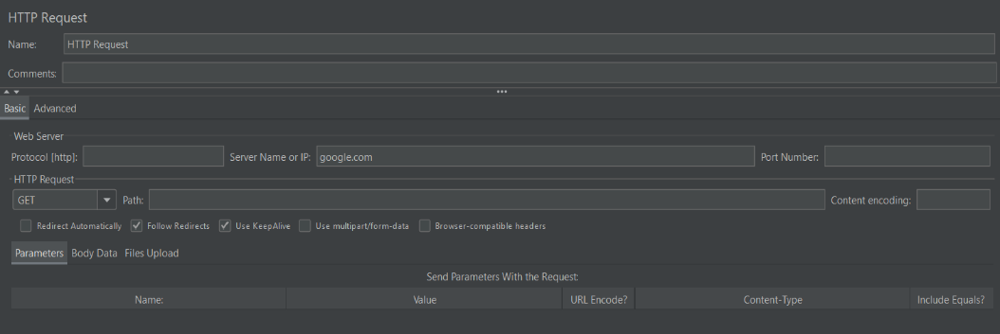 HTTP Request
Name: HTTP Request
Comments:
Basic Advanced
Web Server
Protocol [http]: Server Name or IP: google.com Port Number:
HTTP Request
GET Path: Content encoding:
Redirect Automatically Follow Redirects Use KeepAlive Use multipart/form-data Browser-compatible headers
Parameters Body Data Files Upload
Send Parameters With the Request:
Name: Value URL Encode? Content-Type Include Equals?